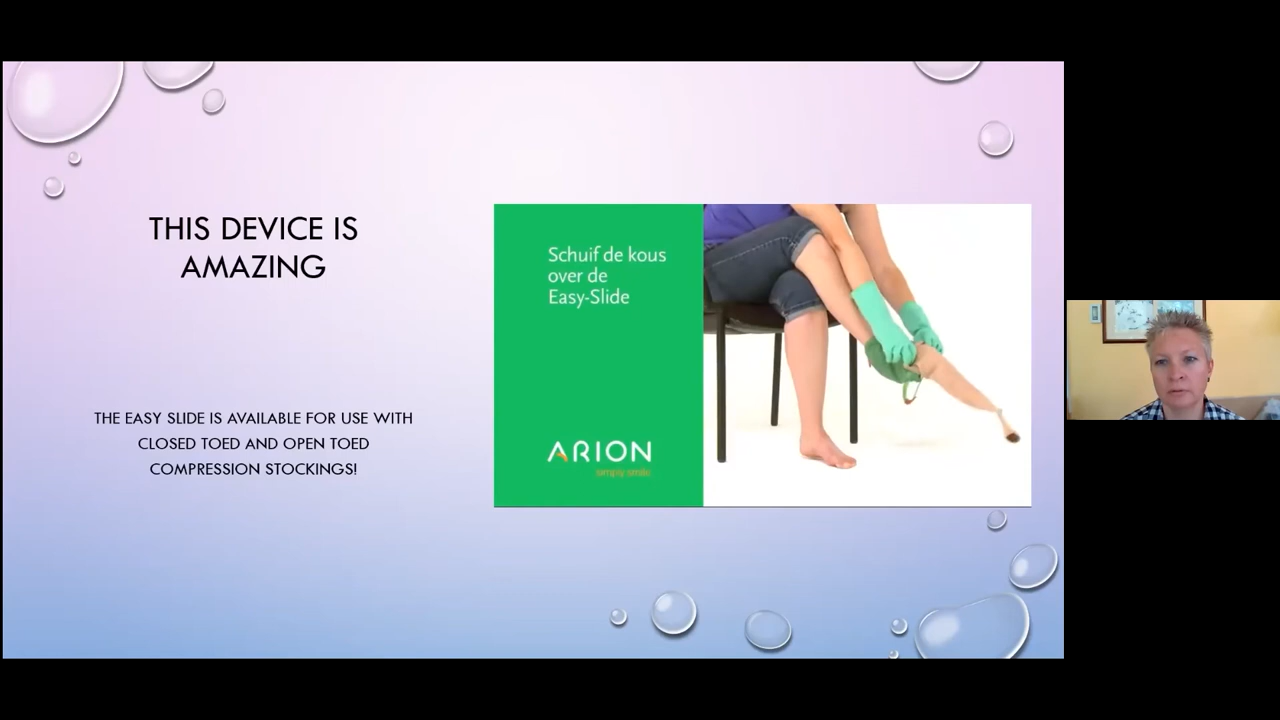 THIS DEVICE IS
AMAZING
THE EASY SLIDE IS AVAILABLE FOR USE WITH
CLOSED TOED AND OPEN TOED
COMPRESSION STOCKINGS!
Schuif de kous
over de
Easy-Slide
ARION
simply smile